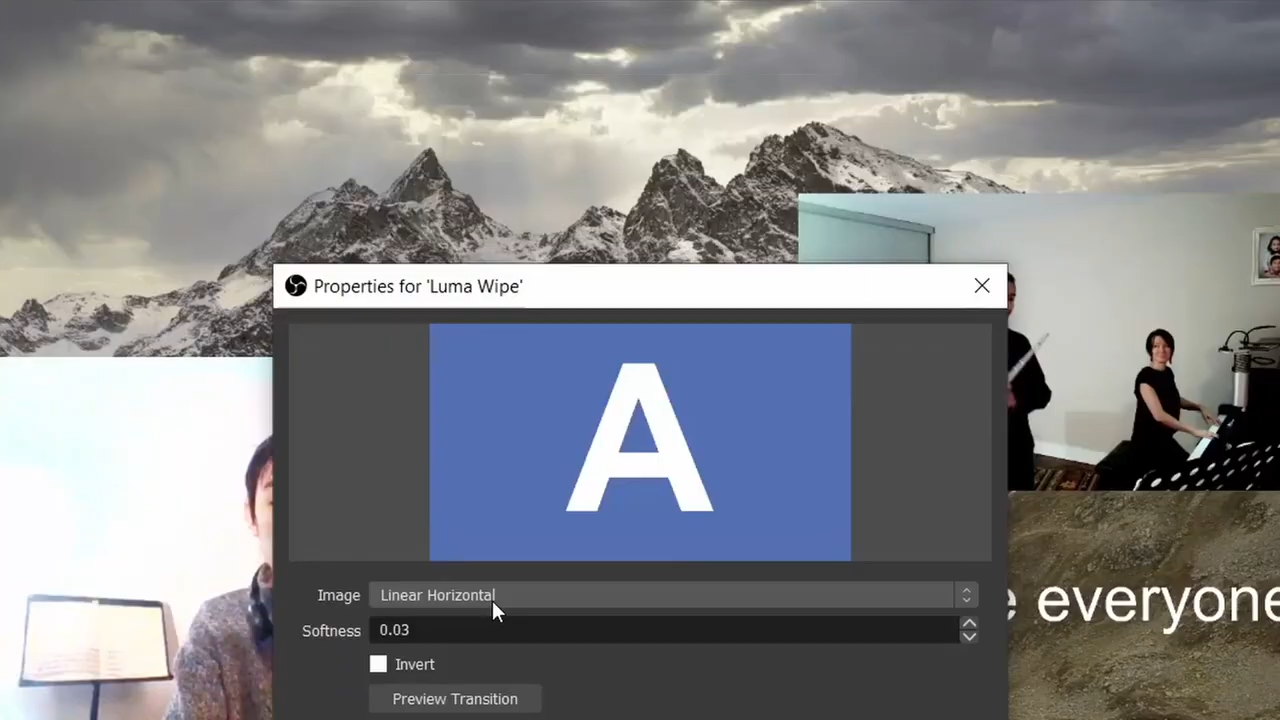 Properties for 'Luma Wipe'
A
Image Linear Horizontal
Softness 0.03
Invert
Preview Transition
everyone